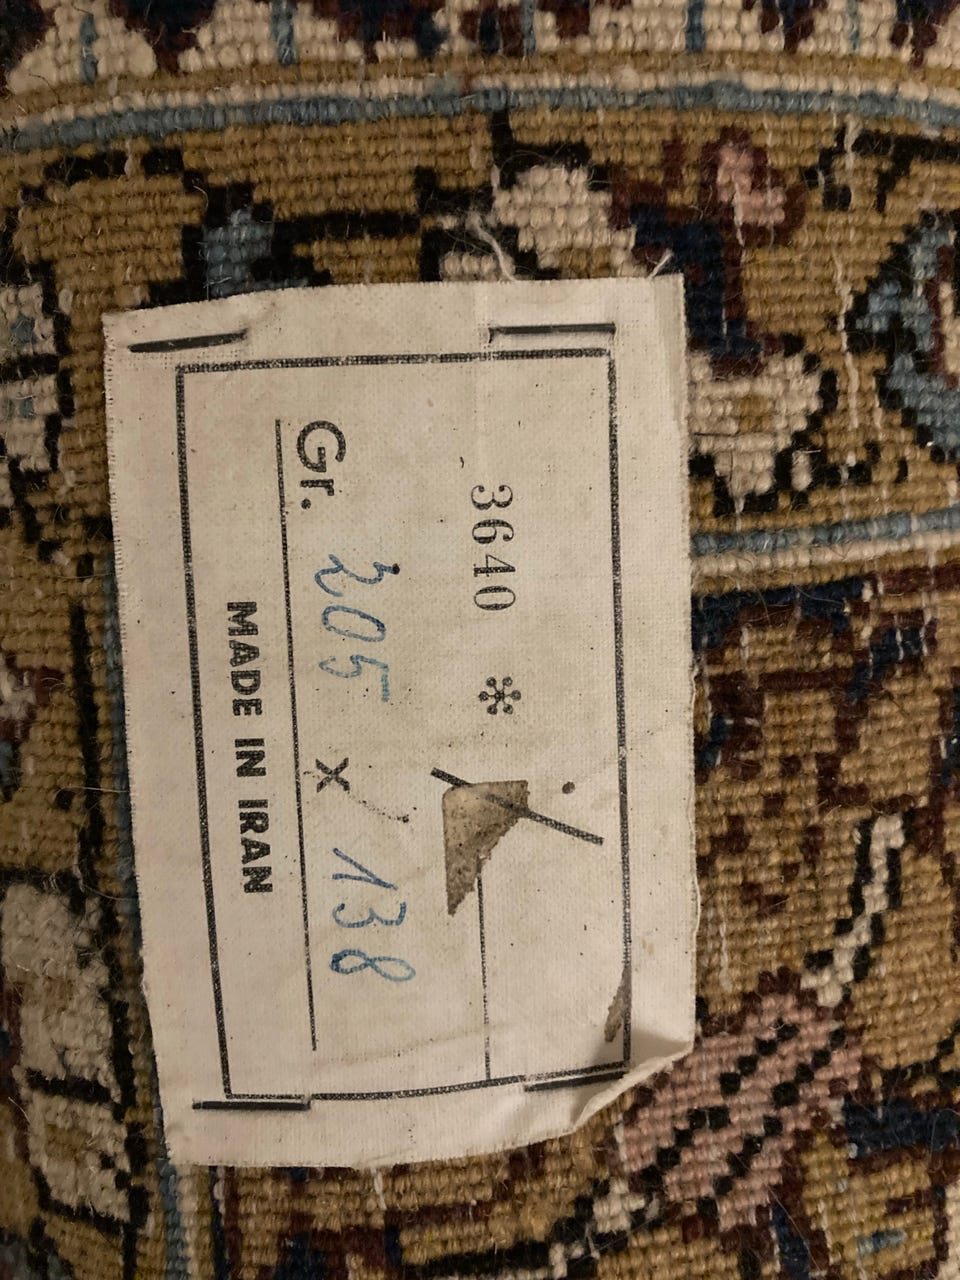 3640 *
Gr. 205 x 138
MADE IN IRAN